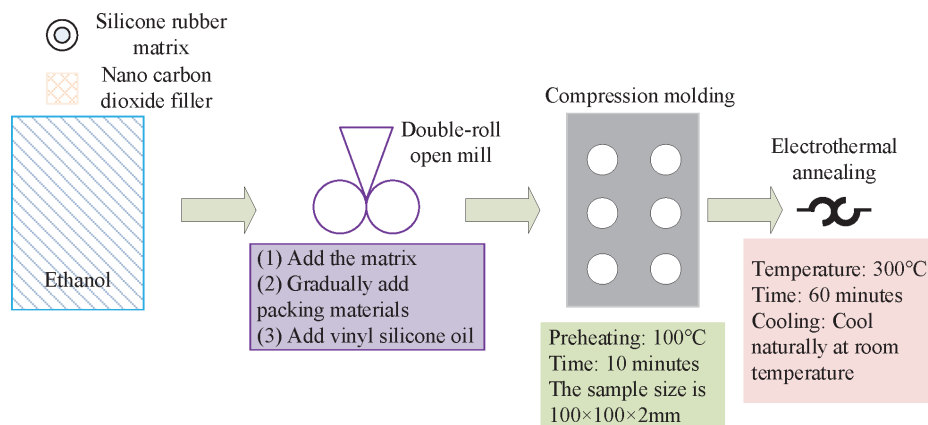 Silicone rubber
matrix
Nano carbon
dioxide filler
Ethanol
Double-roll
open mill
(1) Add the matrix
(2) Gradually add
packing materials
(3) Add vinyl silicone oil
Compression molding
Preheating: 100℃
Time: 10 minutes
The sample size is
100×100×2mm
Electrothermal
annealing
Temperature: 300℃
Time: 60 minutes
Cooling: Cool
naturally at room
temperature